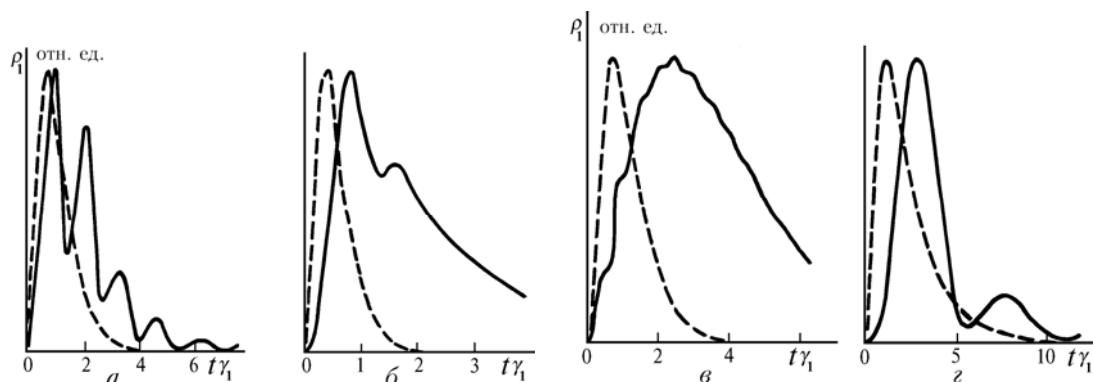 ρ₁ отн. ед.
0 2 4 6 tγ₁
а
0 1 2 3 tγ₁
б
ρ₁ отн. ед.
0 2 4 tγ₁
в
0 5 10 tγ₁
г